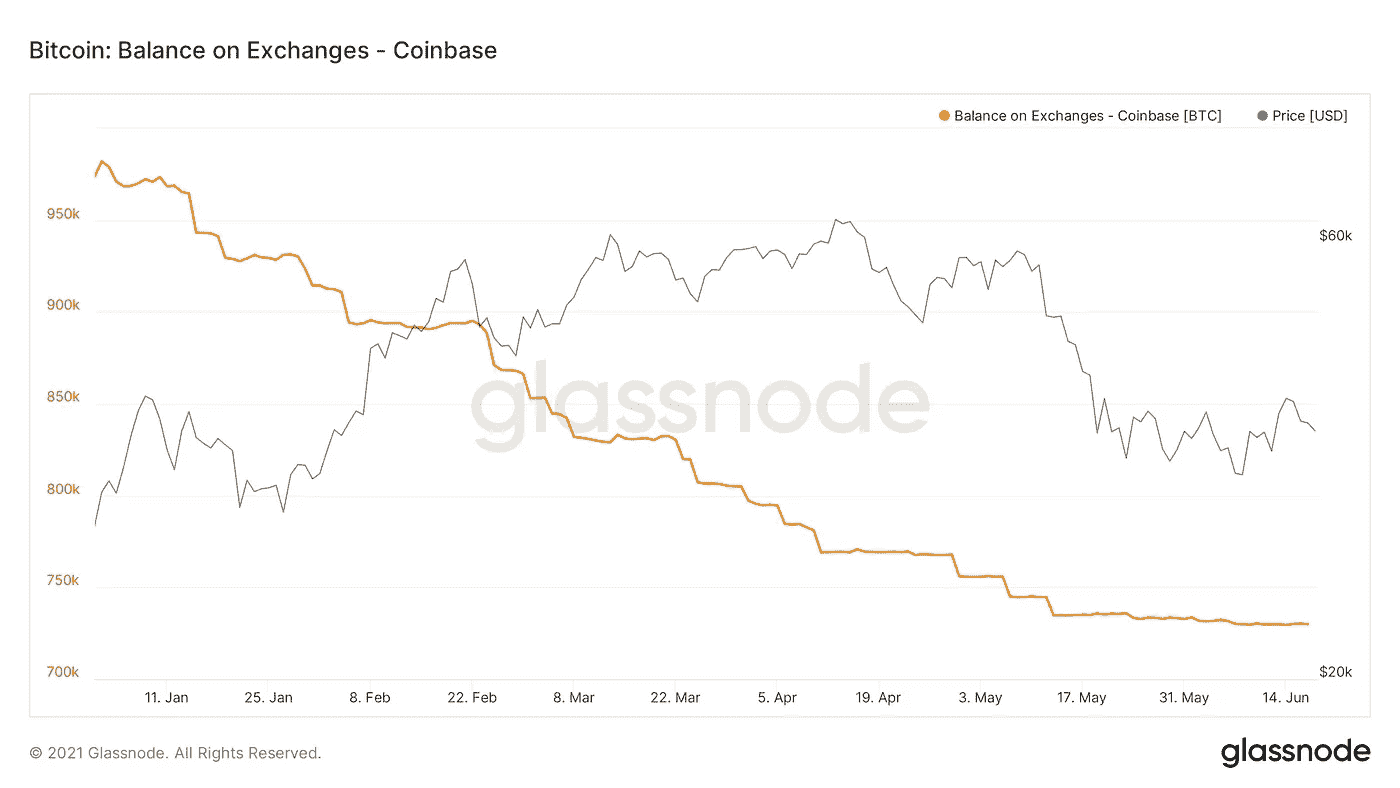 Bitcoin: Balance on Exchanges - Coinbase
Balance on Exchanges - Coinbase [BTC] Price [USD]
950k
$60k
900k
850k
glassnode
800k
750k
700k
$20k
11. Jan 25. Jan 8. Feb 22. Feb 8. Mar 22. Mar 5. Apr 19. Apr 3. May 17. May 31. May 14. Jun
© 2021 Glassnode. All Rights Reserved.
glassnode